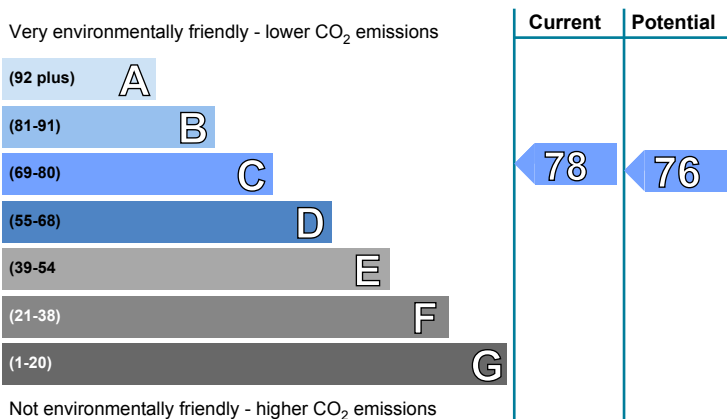 Current Potential
Very environmentally friendly - lower CO2 emissions
(92 plus) A
(81-91) B
(69-80) C 78 76
(55-68) D
(39-54 E
(21-38) F
(1-20) G
Not environmentally friendly - higher CO2 emissions